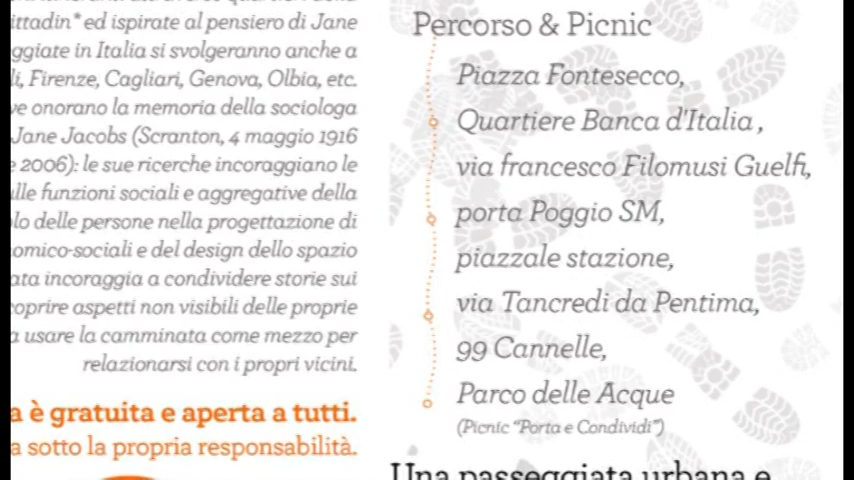 ittadin* ed ispirate al pensiero di Jane
ggiate in Italia si svolgeranno anche a
li, Firenze, Cagliari, Genova, Olbia, etc.
ve onorano la memoria della sociologa
Jane Jacobs (Scranton, 4 maggio 1916
e 2006): le sue ricerche incoraggiano le
lle funzioni sociali e aggregative della
lo delle persone nella progettazione di
omico-sociali e del design dello spazio
ata incoraggia a condividere storie sui
coprire aspetti non visibili delle proprie
a usare la camminata come mezzo per
relazionarsi con i propri vicini.
a è gratuita e aperta a tutti.
a sotto la propria responsabilità.
Percorso & Picnic
Piazza Fontesecco,
Quartiere Banca d'Italia ,
via francesco Filomusi Guelfi,
porta Poggio SM,
piazzale stazione,
via Tancredi da Pentima,
99 Cannelle,
Parco delle Acque
(Picnic "Porta e Condividi")
Una passeggiata urbana e